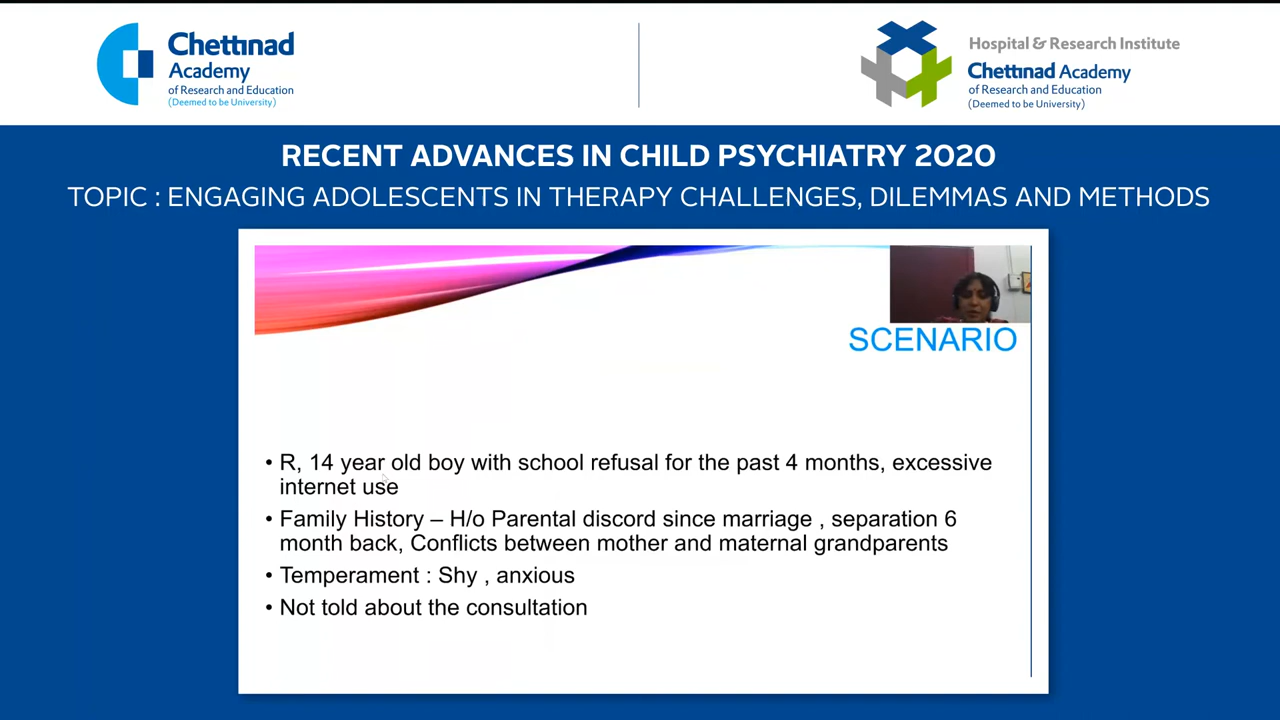 Chettinad
Academy
of Research and Education
(Deemed to be University)
Hospital & Research Institute
Chettinad Academy
of Research and Education
(Deemed to be University)
RECENT ADVANCES IN CHILD PSYCHIATRY 2020
TOPIC : ENGAGING ADOLESCENTS IN THERAPY CHALLENGES, DILEMMAS AND METHODS
SCENARIO
• R, 14 year old boy with school refusal for the past 4 months, excessive
internet use
• Family History – H/o Parental discord since marriage , separation 6
month back, Conflicts between mother and maternal grandparents
• Temperament : Shy , anxious
• Not told about the consultation